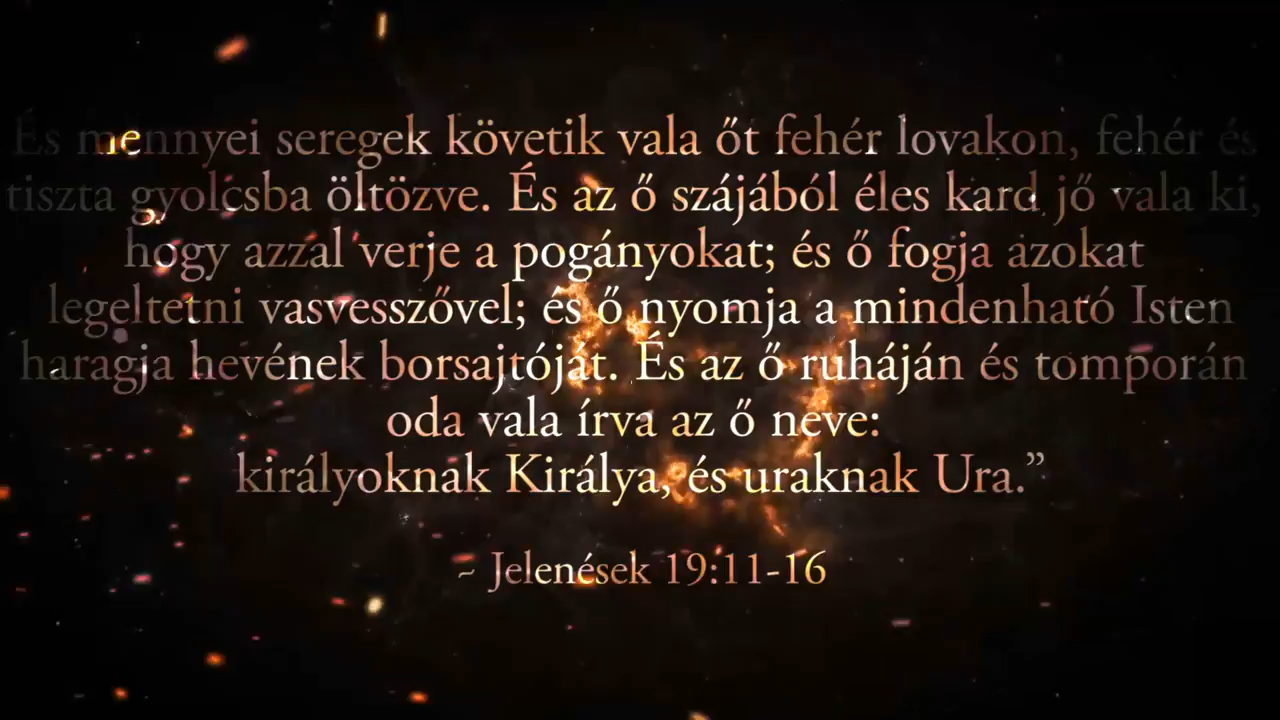 És mennyei seregek követik vala őt fehér lovakon, fehér és
tiszta gyolcsba öltözve. És az ő szájából éles kard jő vala ki,
hogy azzal verje a pogányokat; és ő fogja azokat
legeltetni vasvesszővel; és ő nyomja a mindenható Isten
haragja hevének borsajtóját. És az ő ruháján és tomporán
oda vala írva az ő neve:
királyoknak Királya, és uraknak Ura.”
~ Jelenések 19:11-16